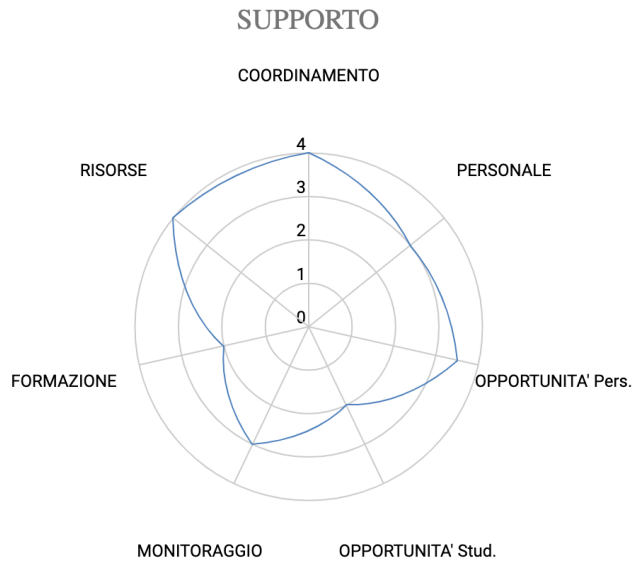 SUPPORTO
COORDINAMENTO
4
RISORSE
PERSONALE
3
2
1
0
FORMAZIONE
OPPORTUNITA' Pers.
MONITORAGGIO
OPPORTUNITA' Stud.